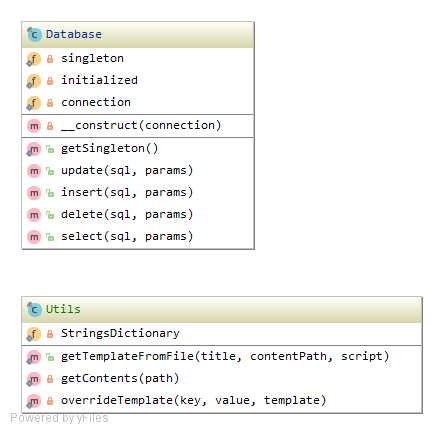 Database
singleton
initialized
connection
__construct(connection)
getSingleton()
update(sql, params)
insert(sql, params)
delete(sql, params)
select(sql, params)
Utils
StringsDictionary
getTemplateFromFile(title, contentPath, script)
getContents(path)
overrideTemplate(key, value, template)
Powered by yFiles